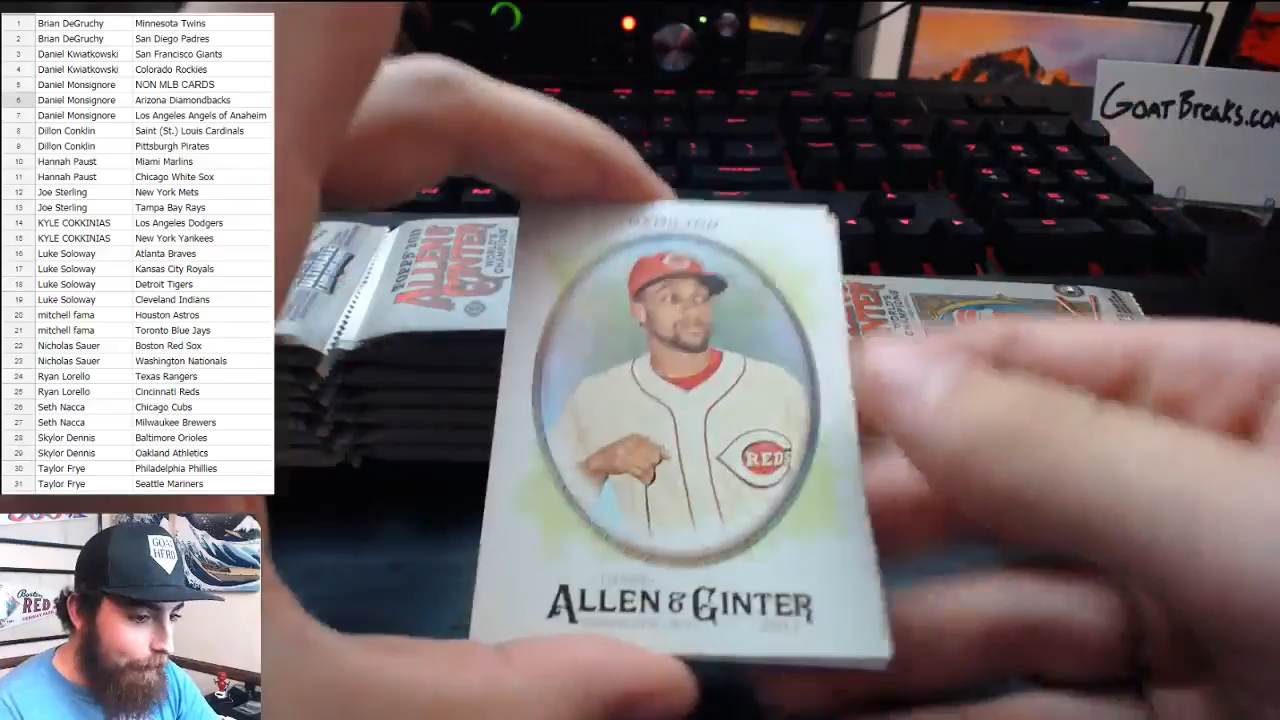 1 Brian DeGruchy Minnesota Twins
2 Brian DeGruchy San Diego Padres
3 Daniel Kwiatkowski San Francisco Giants
4 Daniel Kwiatkowski Colorado Rockies
5 Daniel Monsignore NON MLB CARDS
6 Daniel Monsignore Arizona Diamondbacks
7 Daniel Monsignore Los Angeles Angels of Anaheim
8 Dillon Conklin Saint (St.) Louis Cardinals
9 Dillon Conklin Pittsburgh Pirates
10 Hannah Paust Miami Marlins
11 Hannah Paust Chicago White Sox
12 Joe Sterling New York Mets
13 Joe Sterling Tampa Bay Rays
14 KYLE COKKINIAS Los Angeles Dodgers
15 KYLE COKKINIAS New York Yankees
16 Luke Soloway Atlanta Braves
17 Luke Soloway Kansas City Royals
18 Luke Soloway Detroit Tigers
19 Luke Soloway Cleveland Indians
20 mitchell fama Houston Astros
21 mitchell fama Toronto Blue Jays
22 Nicholas Sauer Boston Red Sox
23 Nicholas Sauer Washington Nationals
24 Ryan Lorello Texas Rangers
25 Ryan Lorello Cincinnati Reds
26 Seth Nacca Chicago Cubs
27 Seth Nacca Milwaukee Brewers
28 Skylor Dennis Baltimore Orioles
29 Skylor Dennis Oakland Athletics
30 Taylor Frye Philadelphia Phillies
31 Taylor Frye Seattle Mariners
GOATBREAKS.COM
ALLEN &
GINTER
REDS
ALLEN & GINTER
GOAT
HERD
Boston
RED